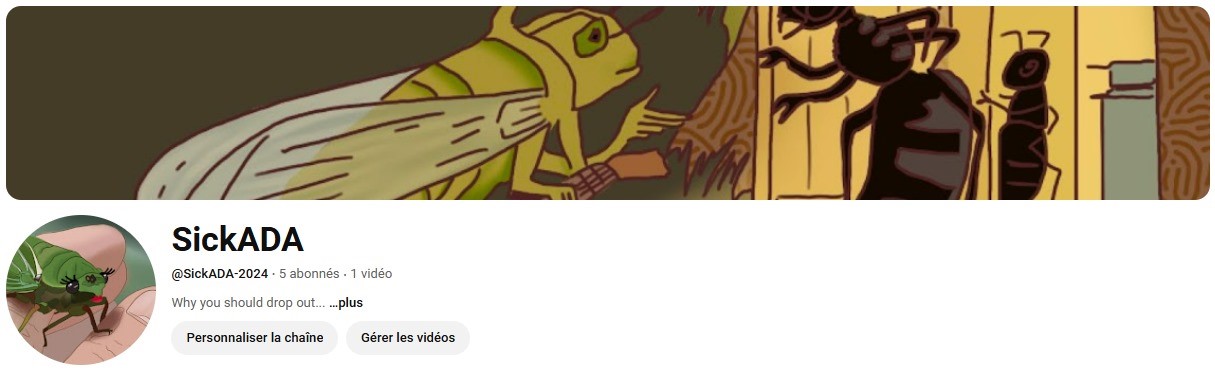 SickADA
@SickADA-2024 · 5 abonnés · 1 vidéo
Why you should drop out... ...plus
Personnaliser la chaîne Gérer les vidéos